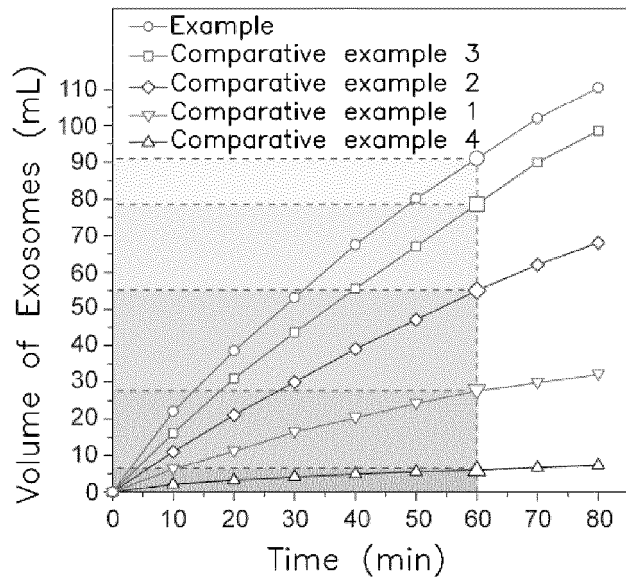 Example
Comparative example 3
Comparative example 2
Comparative example 1
Comparative example 4
Volume of Exosomes (mL)
110
100
90
80
70
60
50
40
30
20
10
0
0 10 20 30 40 50 60 70 80
Time (min)